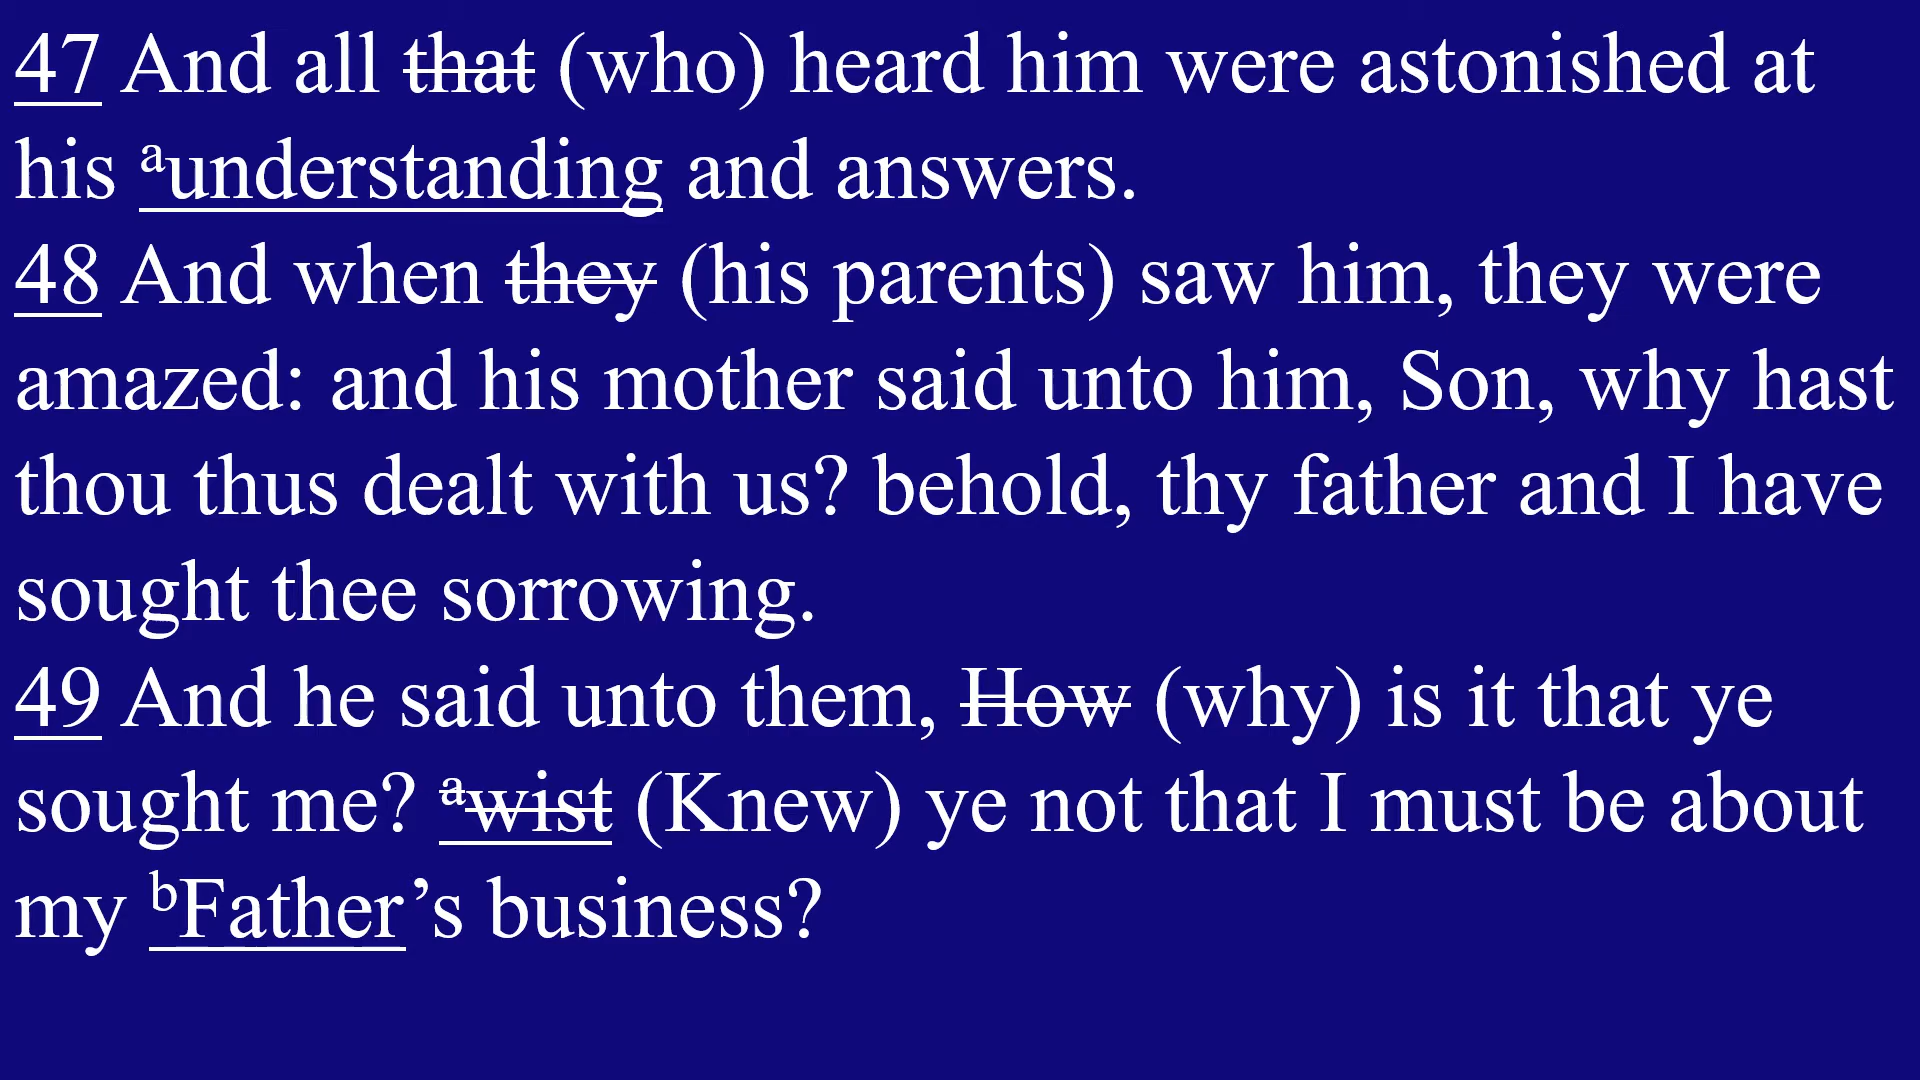 47 And all that (who) heard him were astonished at
his ᵃunderstanding and answers.
48 And when they (his parents) saw him, they were
amazed: and his mother said unto him, Son, why hast
thou thus dealt with us? behold, thy father and I have
sought thee sorrowing.
49 And he said unto them, How (why) is it that ye
sought me? ᵃwist (Knew) ye not that I must be about
my ᵇFather’s business?